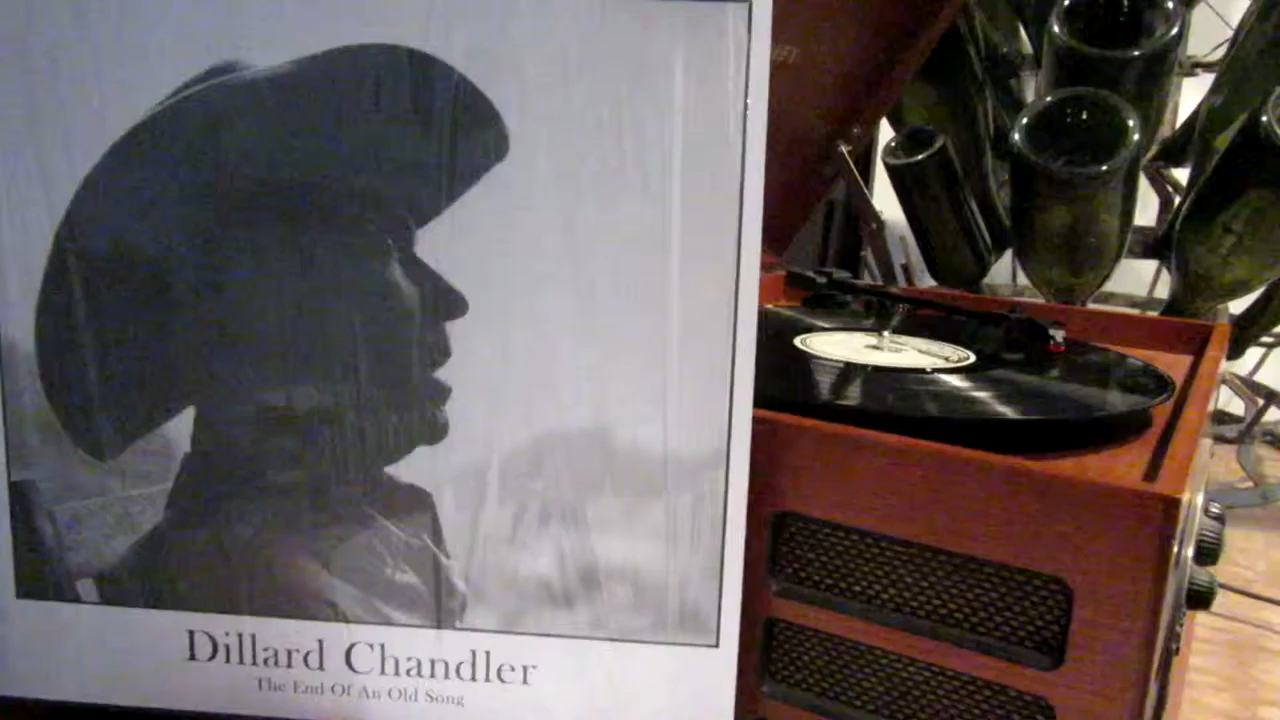 Dillard Chandler
The End Of An Old Song